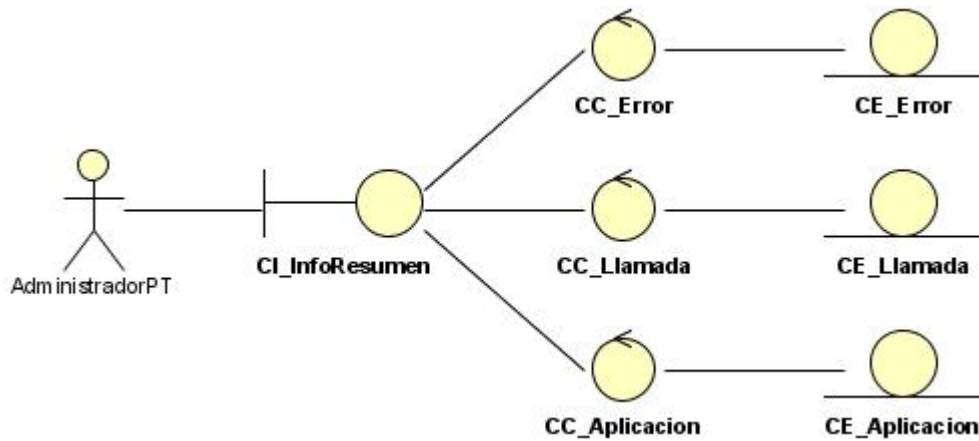 CC_Error
CE_Error
AdministradorPT
CI_InfoResumen
CC_Llamada
CE_Llamada
CC_Aplicacion
CE_Aplicacion